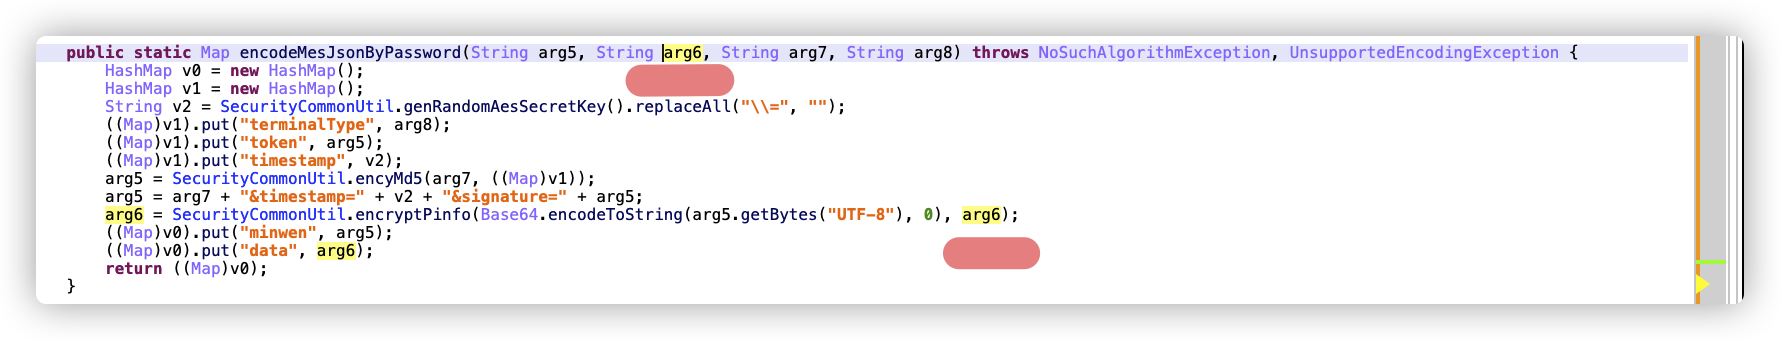 public static Map encodeMesJsonByPassword(String arg5, String arg6, String arg7, String arg8) throws NoSuchAlgorithmException, UnsupportedEncodingException {
    HashMap v0 = new HashMap();
    HashMap v1 = new HashMap();
    String v2 = SecurityCommonUtil.genRandomAesSecretKey().replaceAll("\\=", "");
    ((Map)v1).put("terminalType", arg8);
    ((Map)v1).put("token", arg5);
    ((Map)v1).put("timestamp", v2);
    arg5 = SecurityCommonUtil.encyMd5(arg7, ((Map)v1));
    arg5 = arg7 + "&timestamp=" + v2 + "&signature=" + arg5;
    arg6 = SecurityCommonUtil.encryptPinfo(Base64.encodeToString(arg5.getBytes("UTF-8"), 0), arg6);
    ((Map)v0).put("minwen", arg5);
    ((Map)v0).put("data", arg6);
    return ((Map)v0);
}